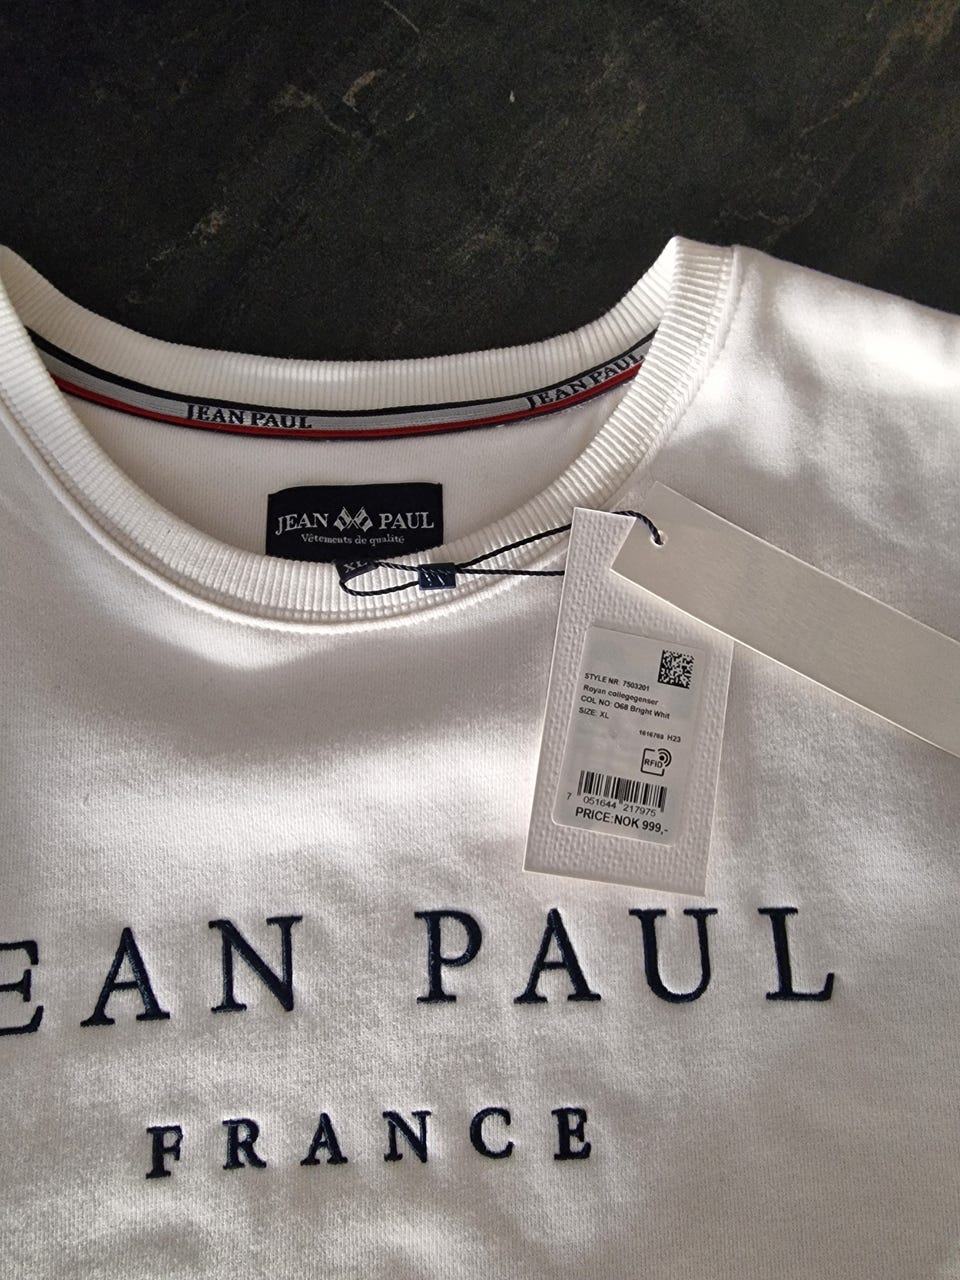 JEAN PAUL
JEAN PAUL
JEAN PAUL
Vêtements de qualité
XL
STYLE NR: 7503201
Royan collegegenser
COL NO: O68 Bright Whit
SIZE: XL
1616769 H23
RFID
7 051644 217975
PRICE:NOK 999,-
EAN PAUL
FRANCE